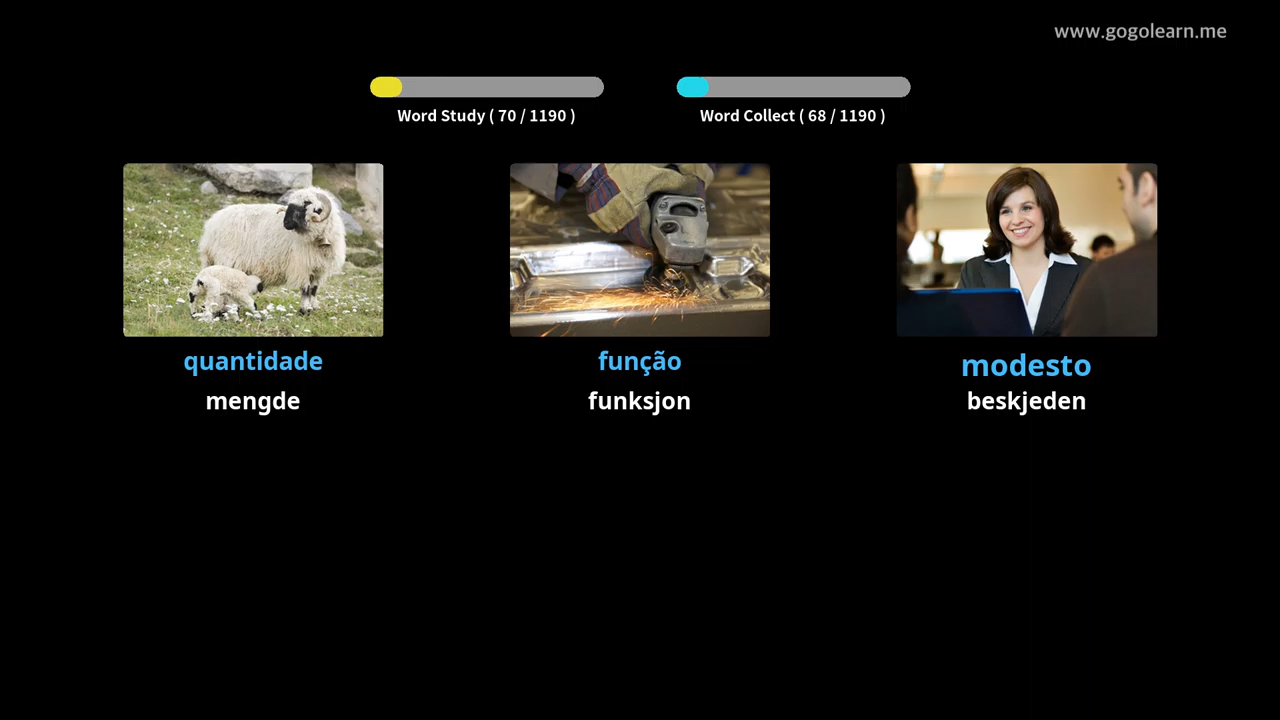 www.gogolearn.me
Word Study ( 70 / 1190 )
Word Collect ( 68 / 1190 )
quantidade
função
modesto
mengde
funksjon
beskjeden